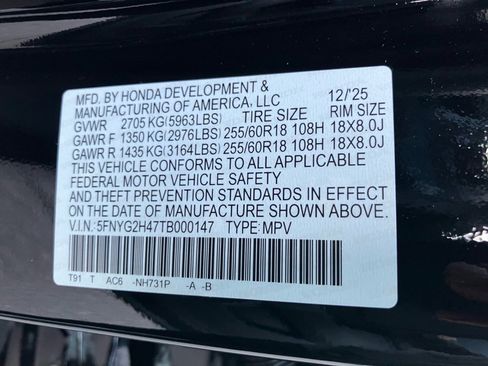 MFD. BY HONDA DEVELOPMENT &
MANUFACTURING OF AMERICA, LLC 12/'25
GVWR 2705 KG(5963LBS) TIRE SIZE RIM SIZE
GAWR F 1350 KG(2976LBS) 255/60R18 108H 18X8.0J
GAWR R 1435 KG(3164LBS) 255/60R18 108H 18X8.0J
THIS VEHICLE CONFORMS TO ALL APPLICABLE
FEDERAL MOTOR VEHICLE SAFETY
AND THEFT PREVENTION STANDARDS IN EFFECT
ON THE DATE OF MANUFACTURE SHOWN ABOVE.
V.I.N.:5FNYG2H47TB000147 TYPE:MPV
T91 T AC6 -NH731P -A -B